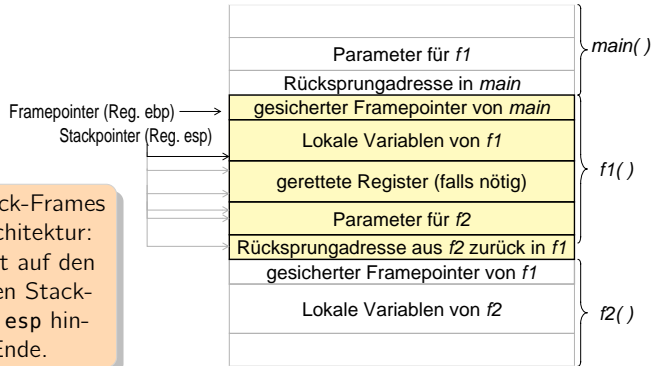 Parameter für f1
main( )
Rücksprungadresse in main
Framepointer (Reg. ebp)
gesicherter Framepointer von main
Stackpointer (Reg. esp)
Lokale Variablen von f1
gerettete Register (falls nötig)
f1( )
Parameter für f2
Rücksprungadresse aus f2 zurück in f1
gesicherter Framepointer von f1
Lokale Variablen von f2
f2( )
ck-Frames
chitektur:
t auf den
en Stack-
esp hin-
Ende.